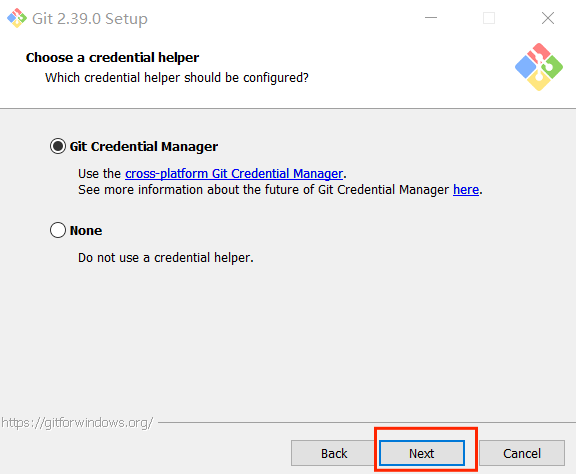 Git 2.39.0 Setup
Choose a credential helper
Which credential helper should be configured?
Git Credential Manager
Use the cross-platform Git Credential Manager.
See more information about the future of Git Credential Manager here.
None
Do not use a credential helper.
https://gitforwindows.org/
Back Next Cancel